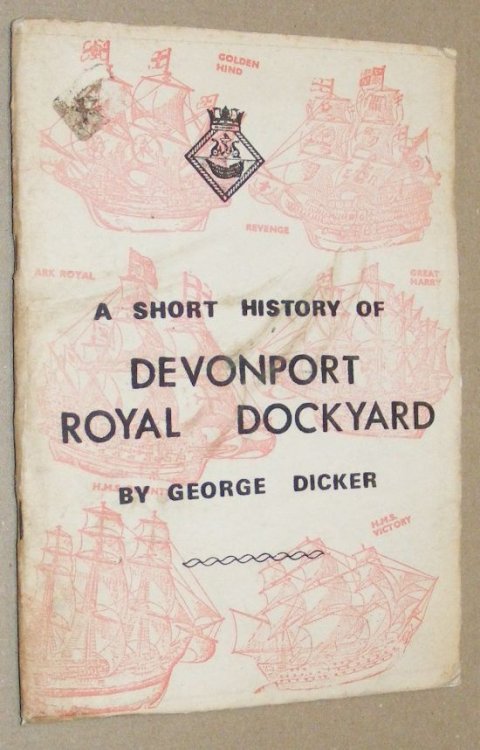 GOLDEN
HIND
REVENGE
ARK ROYAL
GREAT
HARRY
A SHORT HISTORY OF
DEVONPORT
ROYAL DOCKYARD
BY GEORGE DICKER
H.M.S.
H.M.S.
VICTORY